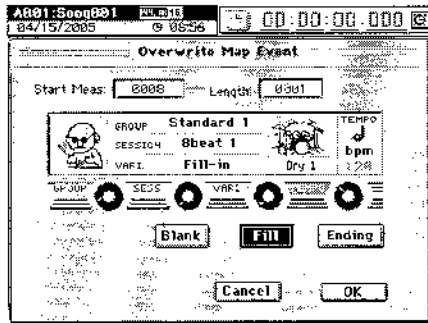 A001:Song001
04/15/2005 08:56 00:00:00.000
Overwrite Map Event
Start Meas: 0008 Length: 0001
GROUP Standard 1
SESSION 8beat 1
VARI. Fill-in
Dry 1
TEMPO
bpm
GROUP SESS VARI
Blank Fill Ending
Cancel OK